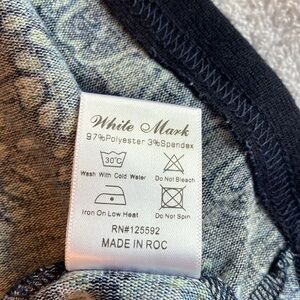 White Mark
97%Polyester 3%Spandex
30°C
Wash With Cold Water Do Not Bleach
Iron On Low Heat Do Not Spin
RN#125592
MADE IN ROC